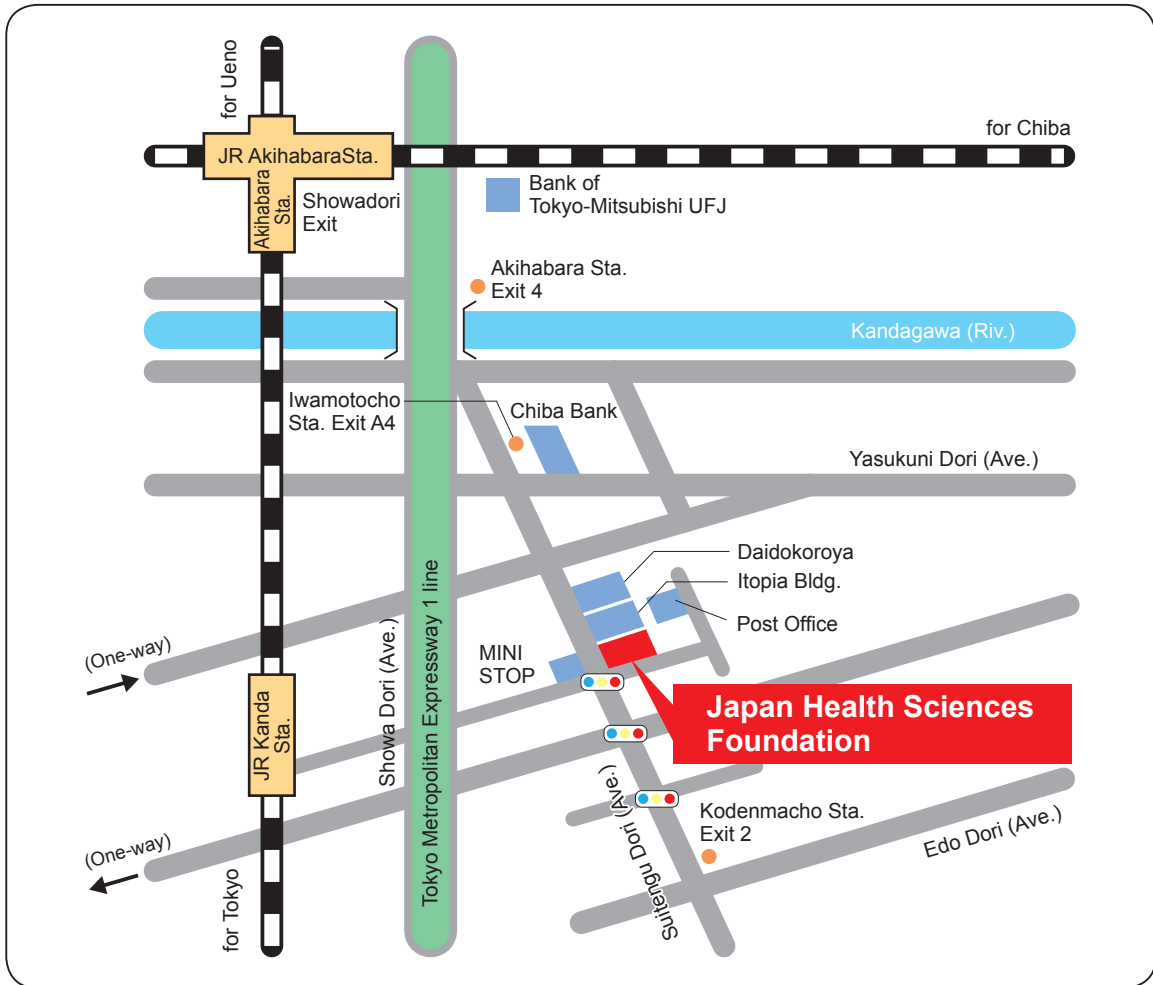 for Ueno
for Chiba
JR AkihabaraSta.
Akihabara
Sta.
Showadori
Exit
Bank of
Tokyo-Mitsubishi UFJ
Akihabara Sta.
Exit 4
Kandagawa (Riv.)
Iwamotocho
Sta. Exit A4
Chiba Bank
Yasukuni Dori (Ave.)
Daidokoroya
Itopia Bldg.
Post Office
(One-way)
MINI
STOP
JR Kanda
Sta.
Showa Dori (Ave.)
Tokyo Metropolitan Expressway 1 line
Japan Health Sciences
Foundation
Suitengu Dori (Ave.)
Kodenmacho Sta.
Exit 2
Edo Dori (Ave.)
(One-way)
for Tokyo